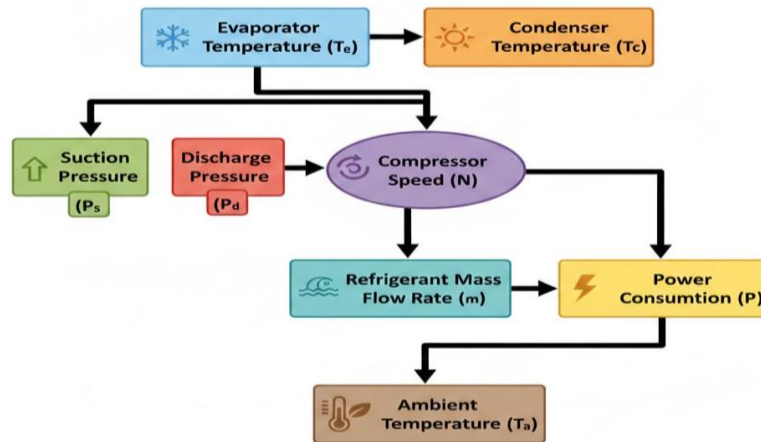 Evaporator
Temperature (Te)
Condenser
Temperature (Tc)
Suction
Pressure
(Ps
Discharge
Pressure
(Pd
Compressor
Speed (N)
Refrigerant Mass
Flow Rate (m)
Power
Consumtion (P)
Ambient
Temperature (Ta)